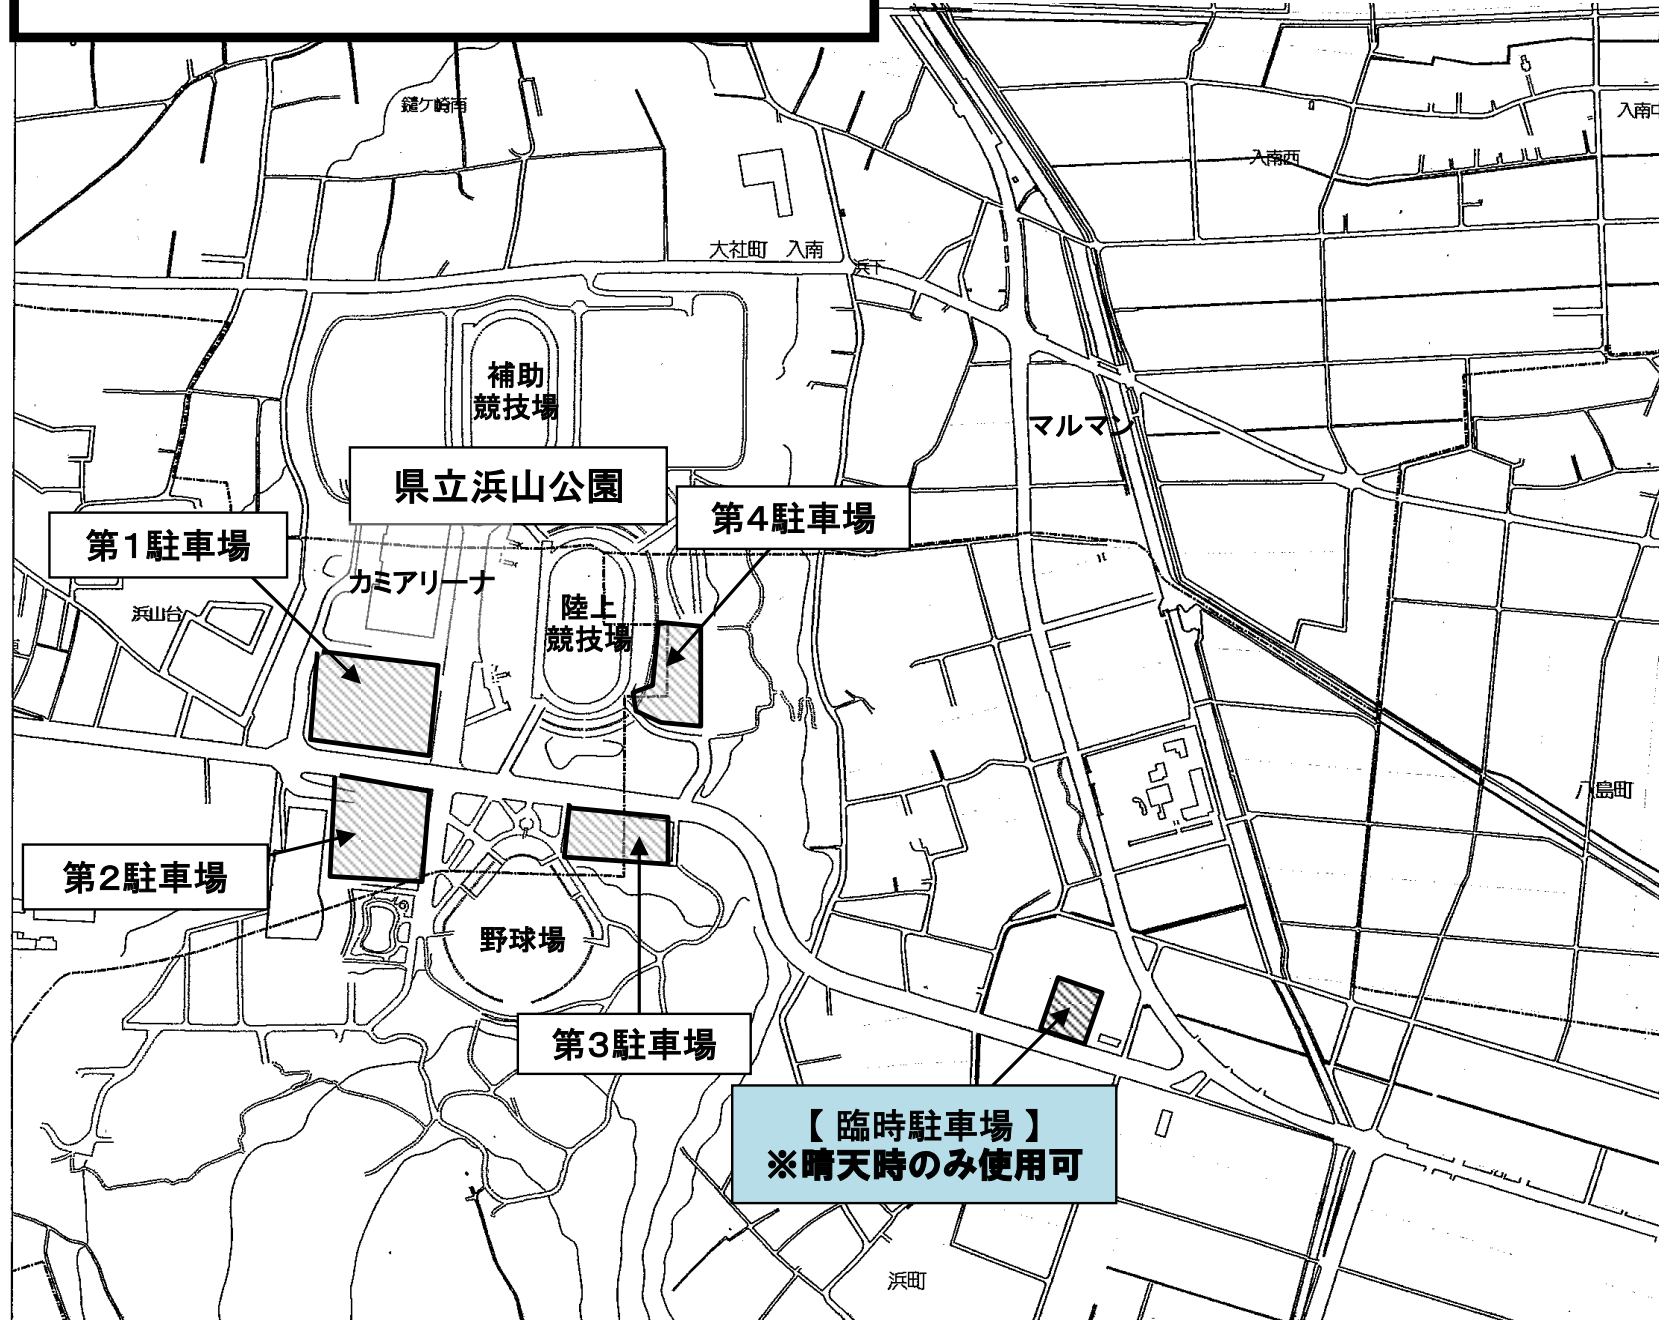 鑓ケ崎南
入南中
入南西
大社町 入南
浜下
補助
競技場
マルマン
県立浜山公園
第4駐車場
第1駐車場
カミアリーナ
浜山台
陸上
競技場
八島町
第2駐車場
野球場
第3駐車場
【 臨時駐車場 】
※晴天時のみ使用可
浜町